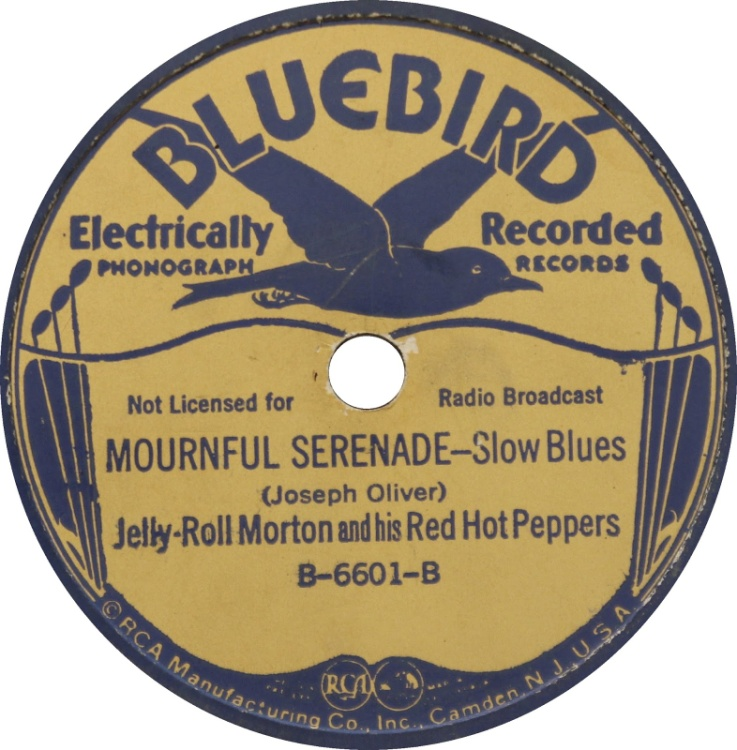 BLUEBIRD
Electrically Recorded
PHONOGRAPH RECORDS
Not Licensed for Radio Broadcast
MOURNFUL SERENADE–Slow Blues
(Joseph Oliver)
Jelly-Roll Morton and his Red Hot Peppers
B-6601-B
RCA
© RCA Manufacturing Co., Inc., Camden, N. J., U. S. A.